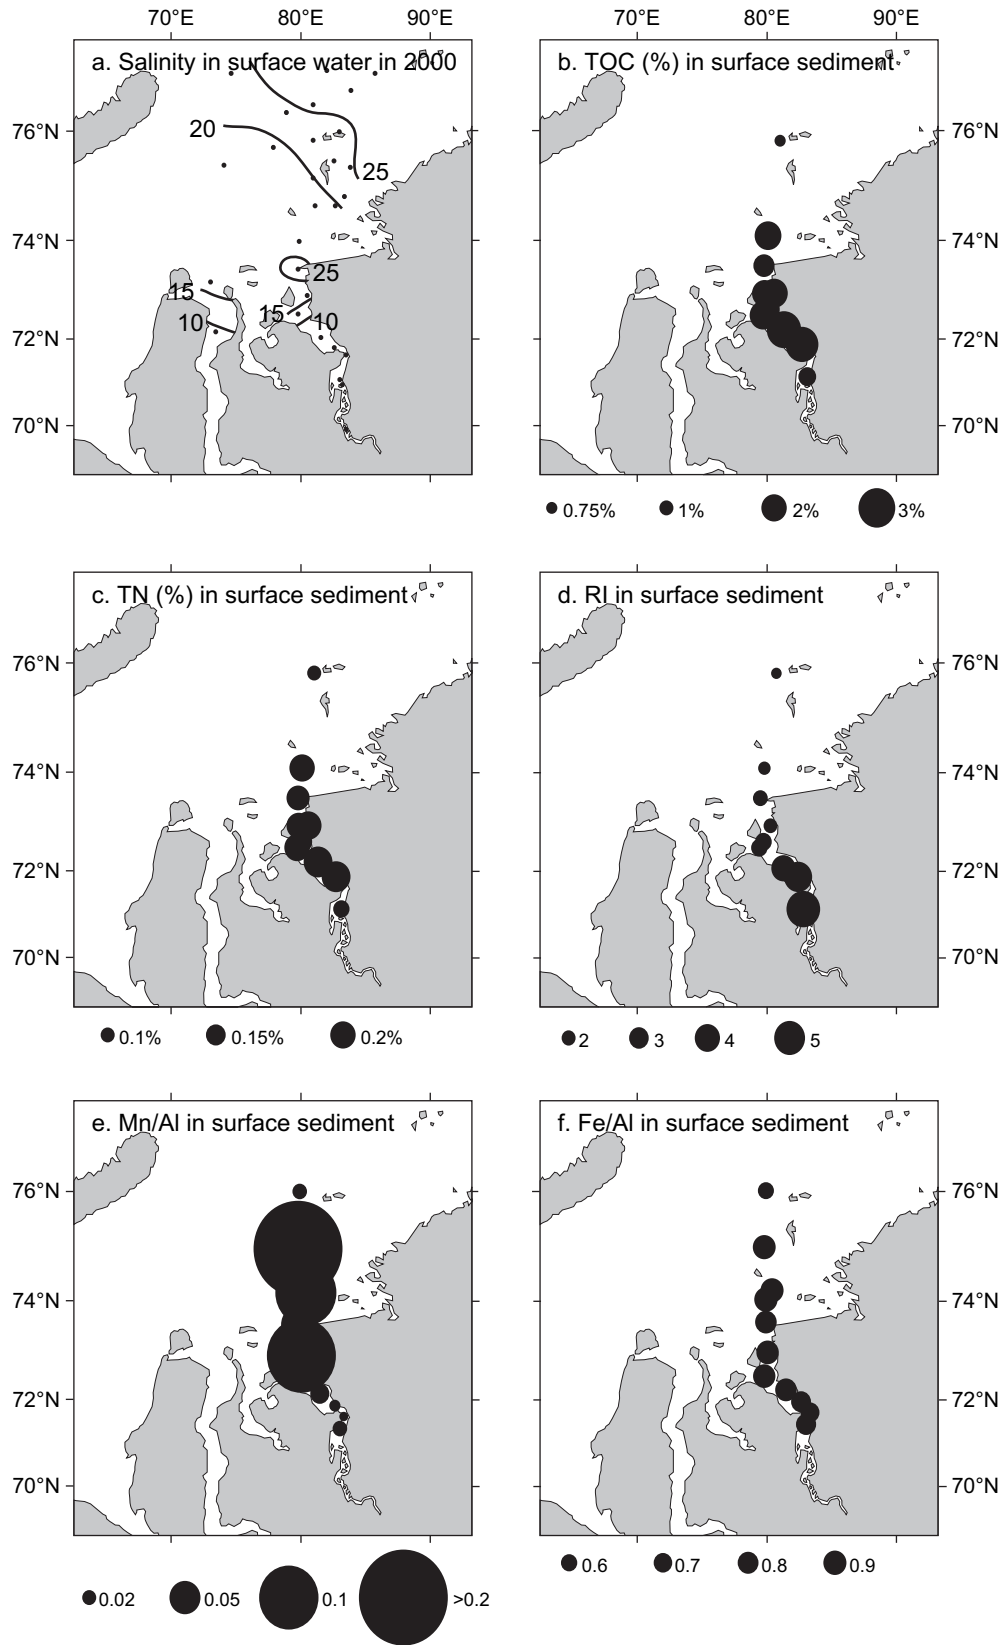 70°E 80°E 90°E 70°E 80°E 90°E
a. Salinity in surface water in 2000
b. TOC (%) in surface sediment
76°N 20 25 76°N
74°N 25 74°N
15 15
10 10
72°N 72°N
70°N 70°N
0.75% 1% 2% 3%
c. TN (%) in surface sediment
d. RI in surface sediment
76°N 76°N
74°N 74°N
72°N 72°N
70°N 70°N
0.1% 0.15% 0.2%
2 3 4 5
e. Mn/Al in surface sediment
f. Fe/Al in surface sediment
76°N 76°N
74°N 74°N
72°N 72°N
70°N 70°N
0.6 0.7 0.8 0.9
0.02 0.05 0.1 >0.2